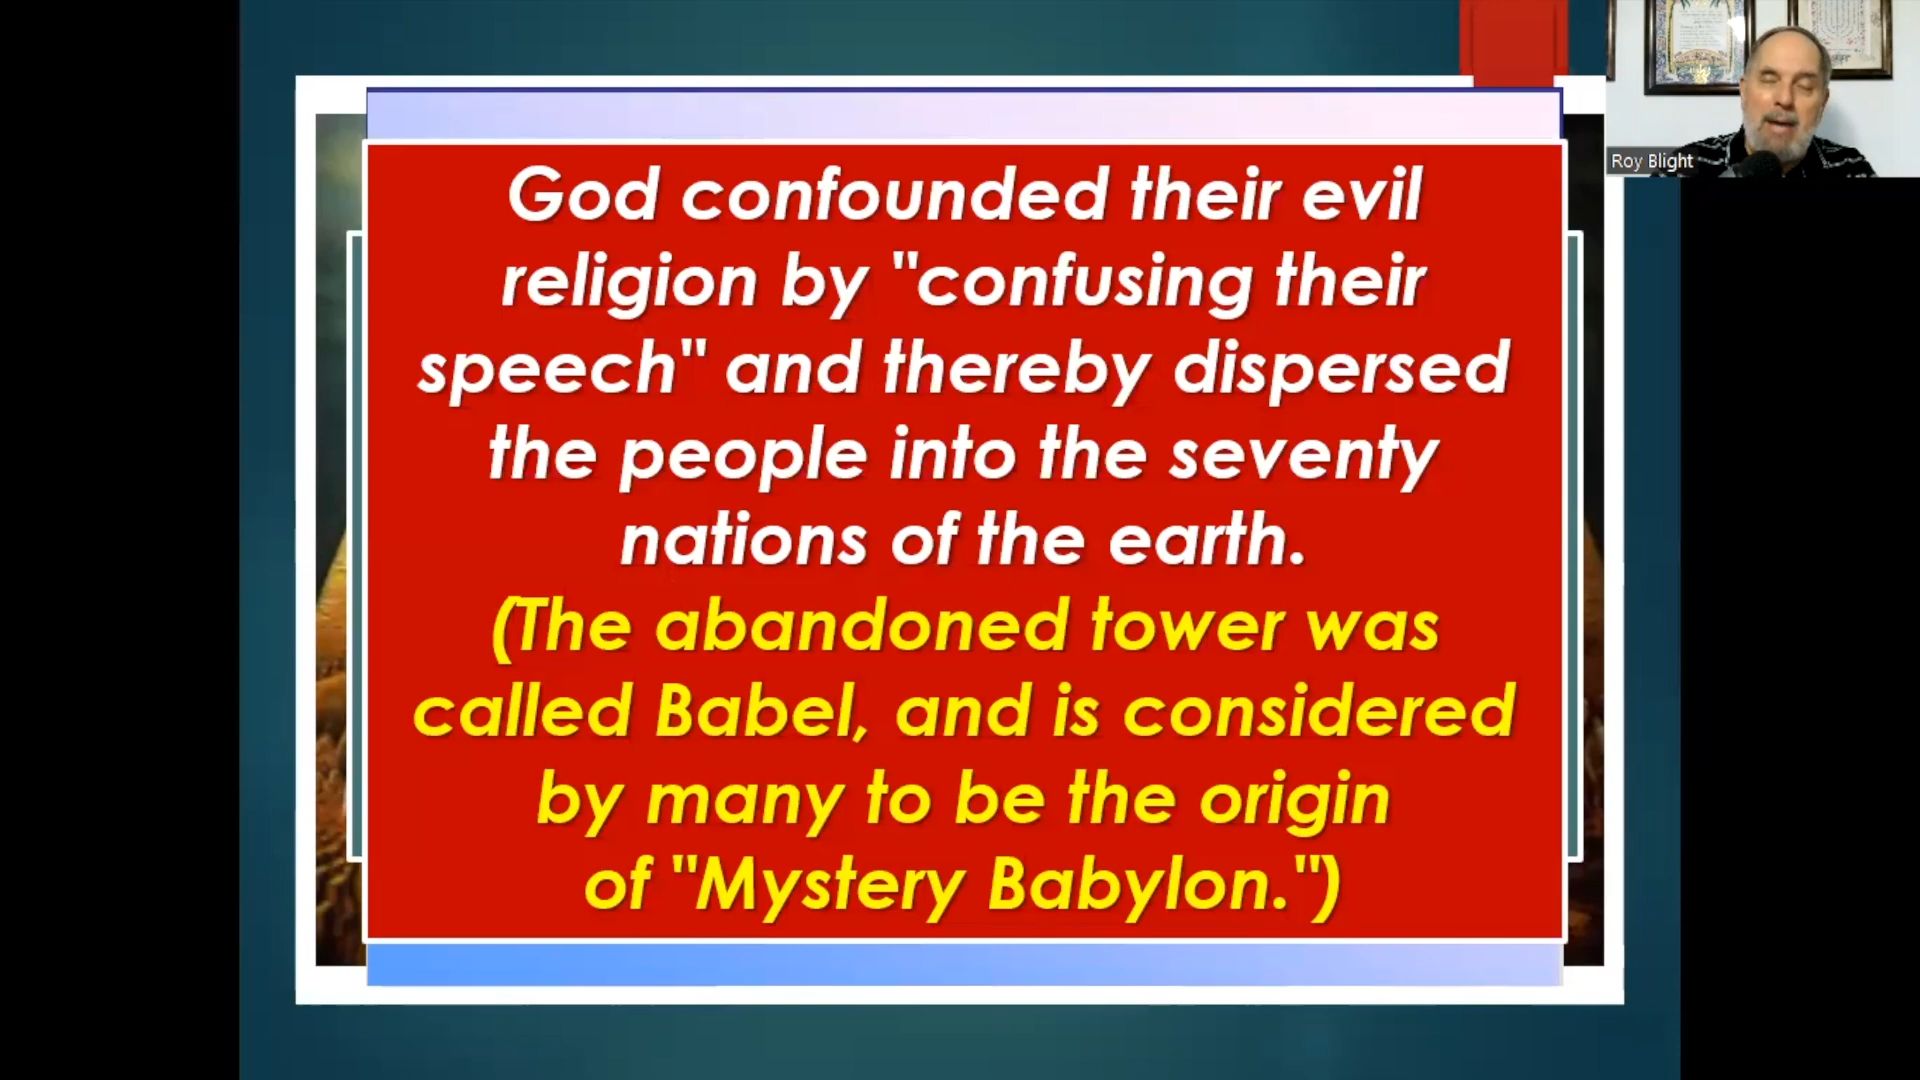 God confounded their evil
religion by "confusing their
speech" and thereby dispersed
the people into the seventy
nations of the earth.
(The abandoned tower was
called Babel, and is considered
by many to be the origin
of "Mystery Babylon.")
Roy Blight